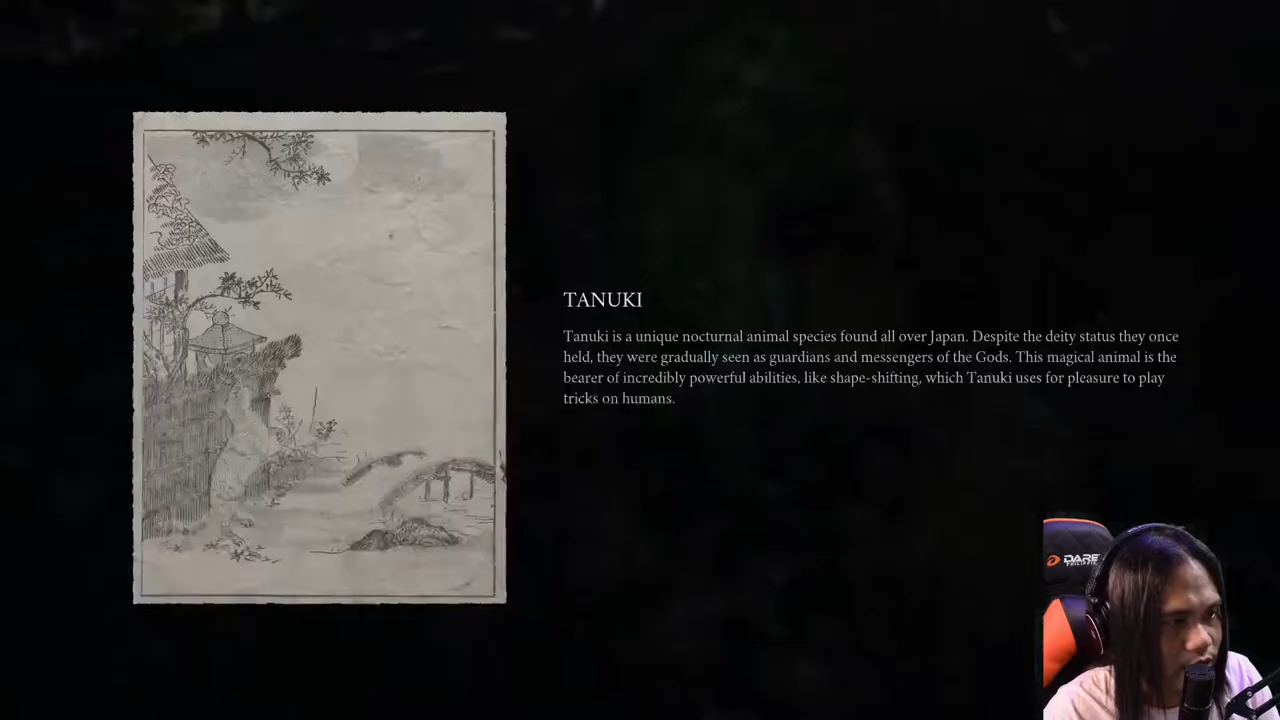 TANUKI
Tanuki is a unique nocturnal animal species found all over Japan. Despite the deity status they once
held, they were gradually seen as guardians and messengers of the Gods. This magical animal is the
bearer of incredibly powerful abilities, like shape-shifting, which Tanuki uses for pleasure to play
tricks on humans.
DARE
PHILIPPI